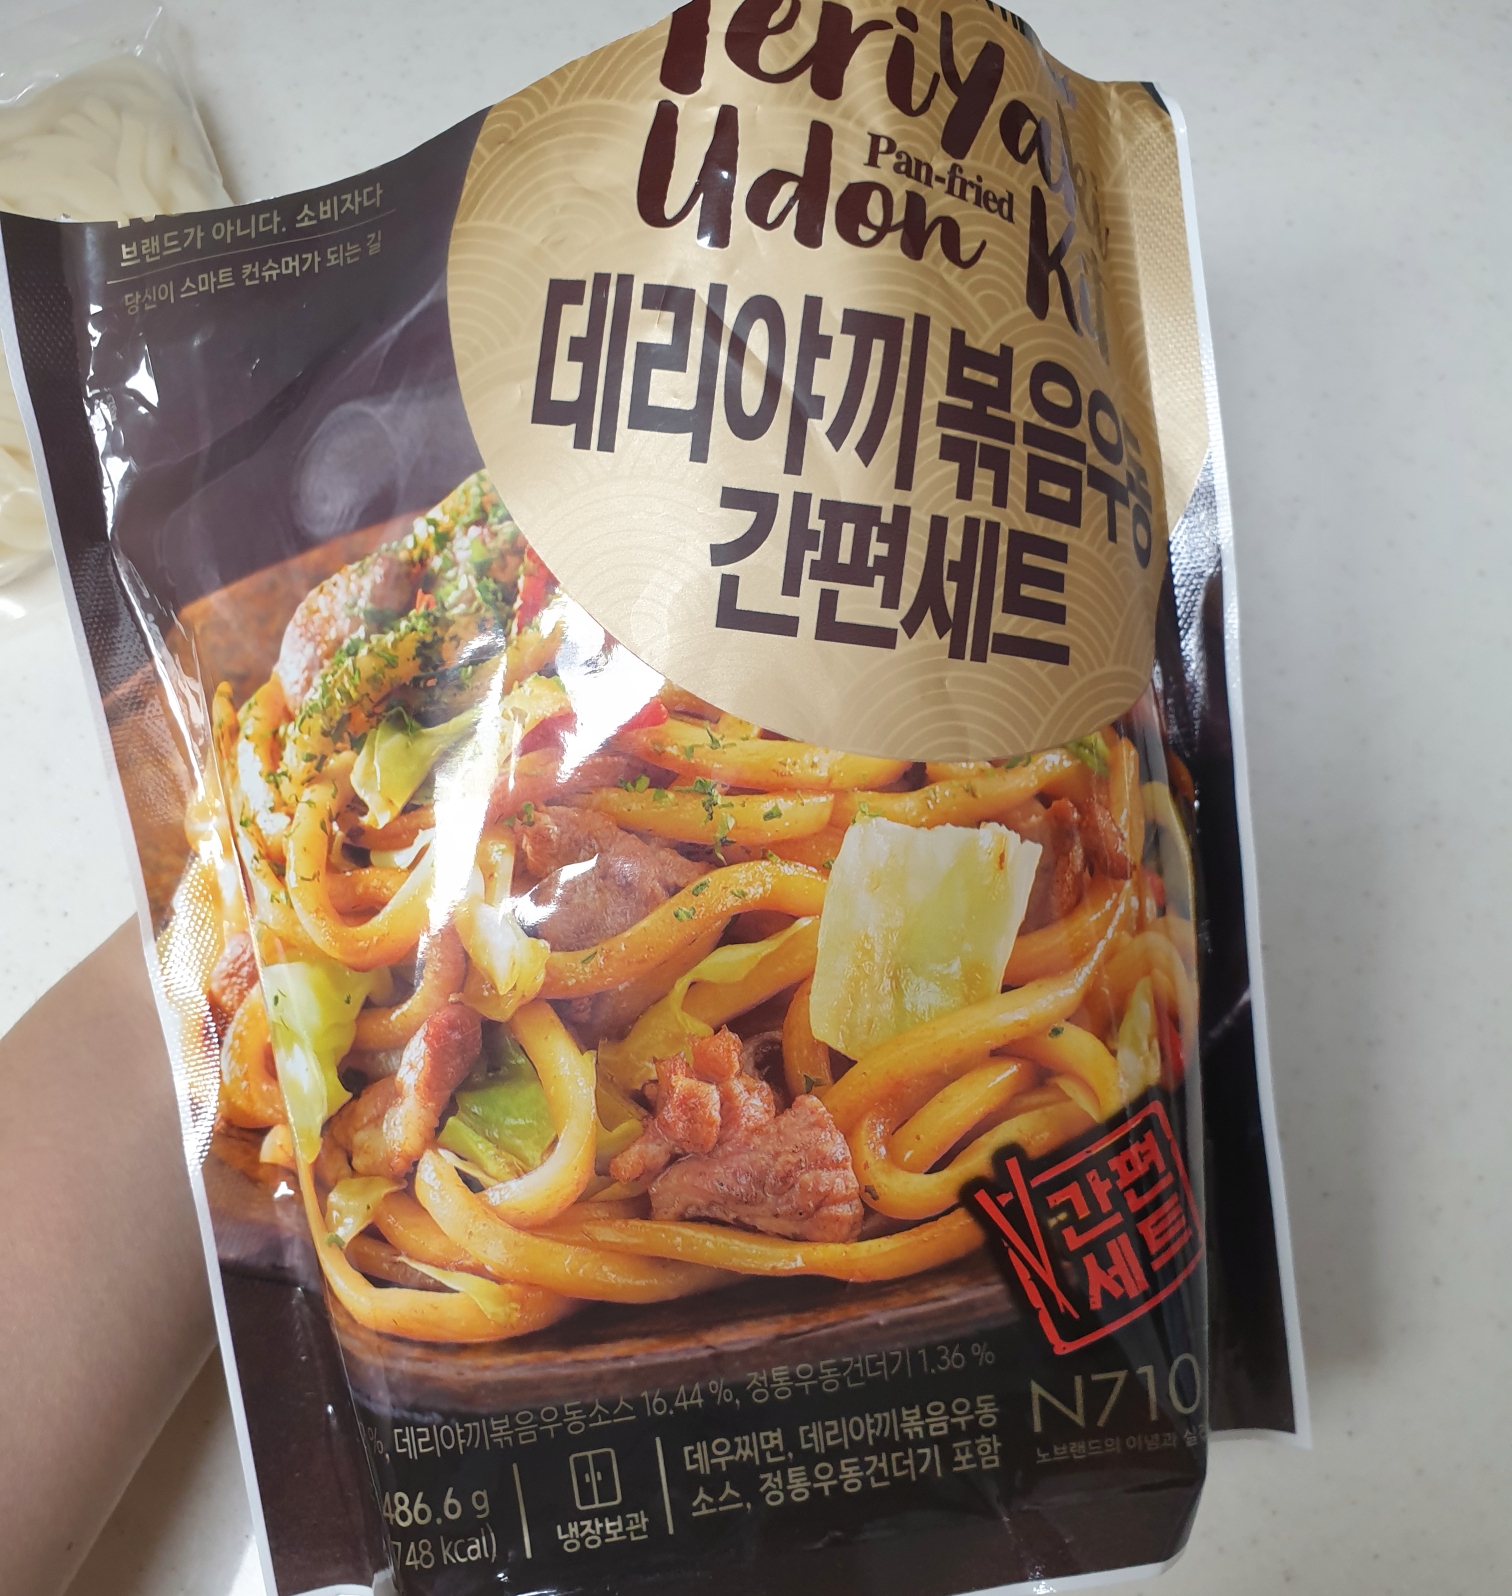 Teriyaki
Udon Pan-fried Kit
데리야끼볶음우동
간편세트
브랜드가 아니다. 소비자다
당신이 스마트 컨슈머가 되는 길
간편
세트
%, 데리야끼볶음우동소스 16.44 %, 정통우동건더기 1.36 %
486.6 g
748 kcal)
냉장보관
데우찌면, 데리야끼볶음우동
소스, 정통우동건더기 포함
N710
노브랜드의 이념과